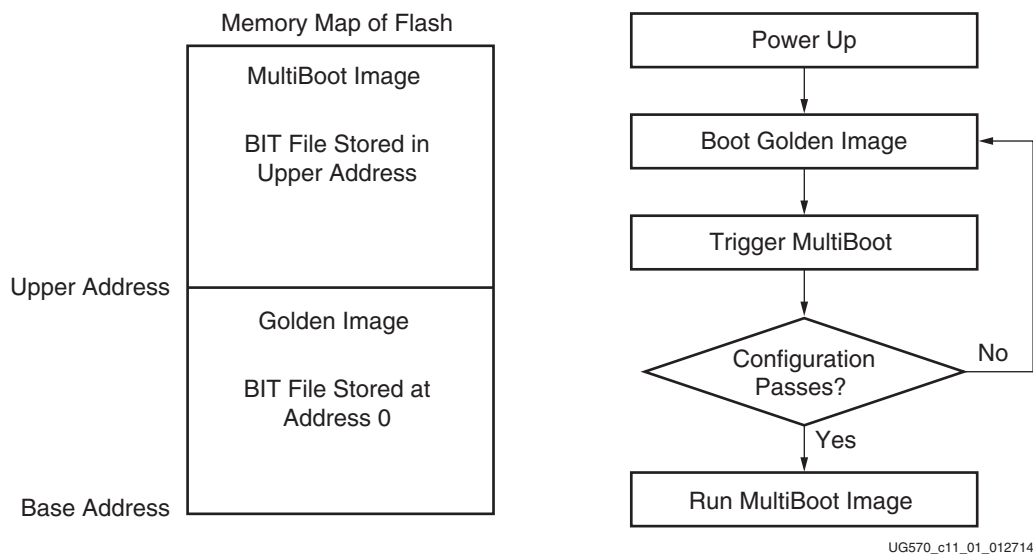 Memory Map of Flash
MultiBoot Image
BIT File Stored in
Upper Address
Upper Address
Golden Image
BIT File Stored at
Address 0
Base Address
Power Up
Boot Golden Image
Trigger MultiBoot
Configuration
Passes?
No
Yes
Run MultiBoot Image
UG570_c11_01_012714